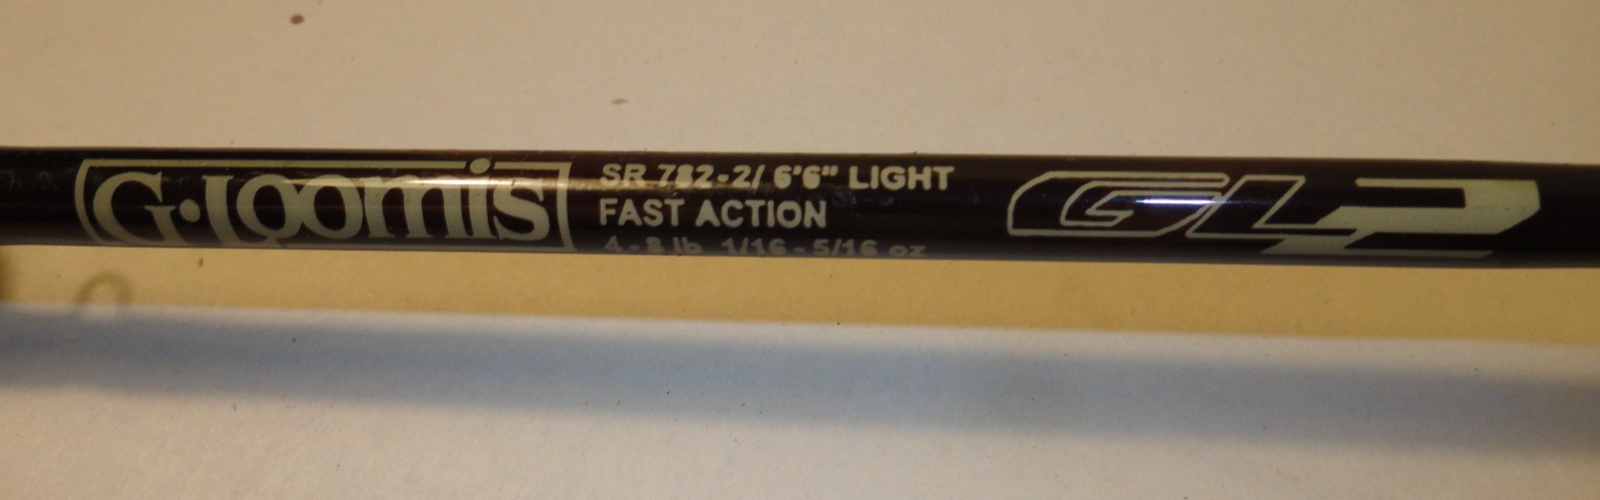 G·Loomis
SR 782-2/ 6'6" LIGHT
FAST ACTION
4-8 lb 1/16-5/16 oz
GL2